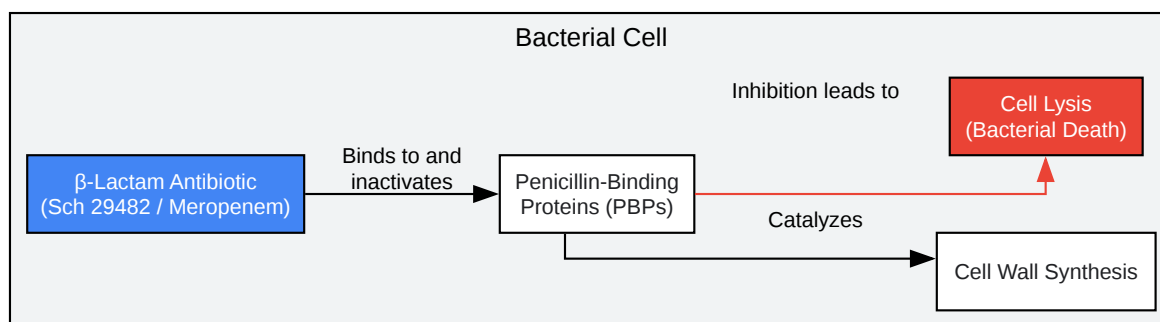 Bacterial Cell
Inhibition leads to
Cell Lysis
(Bacterial Death)
Binds to and
inactivates
β-Lactam Antibiotic
(Sch 29482 / Meropenem)
Penicillin-Binding
Proteins (PBPs)
Catalyzes
Cell Wall Synthesis